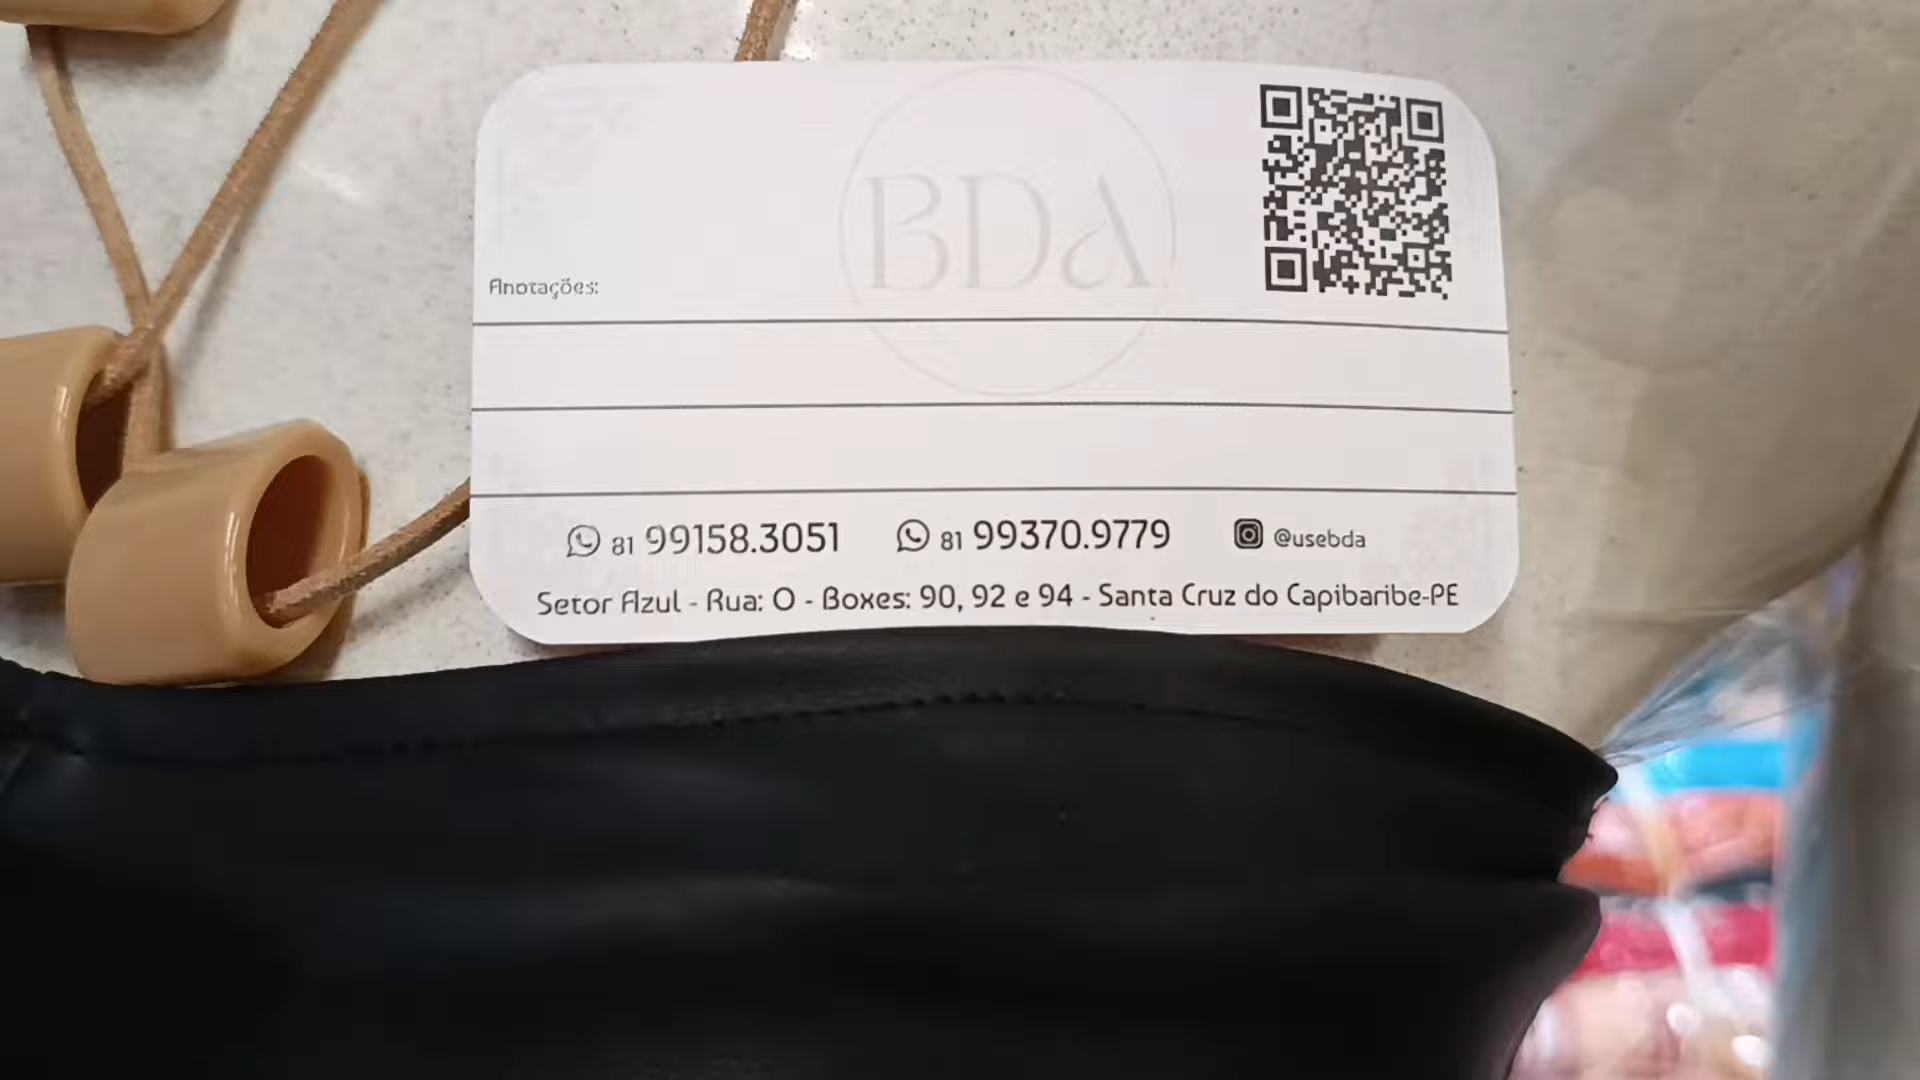 BDA
Anotações:
81 99158.3051 81 99370.9779 @usebda
Setor Azul - Rua: O - Boxes: 90, 92 e 94 - Santa Cruz do Capibaribe-PE